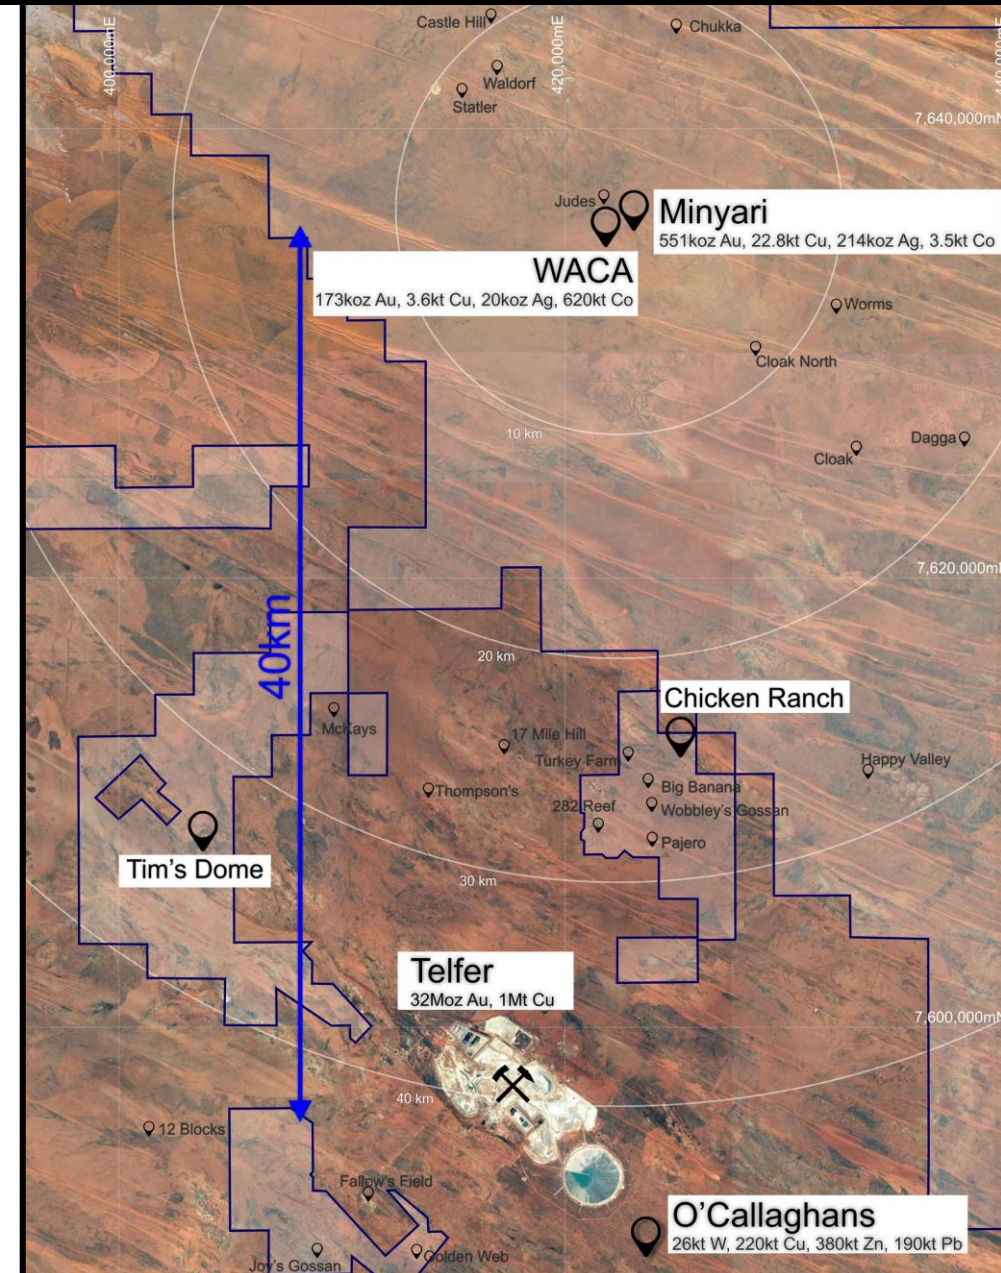 400,000mE
420,000mE
Castle Hill
Chukka
Waldorf
Statler
7,640,000mN
Judes
Minyari
551koz Au, 22.8kt Cu, 214koz Ag, 3.5kt Co
WACA
173koz Au, 3.6kt Cu, 20koz Ag, 620kt Co
Worms
Cloak North
10 km
Dagga
Cloak
7,620,000mN
40km
20 km
Chicken Ranch
McKays
17 Mile Hill
Turkey Farm
Happy Valley
Thompson's
Big Banana
282 Reef
Wobbley's Gossan
Pajero
Tim's Dome
30 km
Telfer
32Moz Au, 1Mt Cu
7,600,000mN
40 km
12 Blocks
Fallow's Field
O'Callaghans
26kt W, 220kt Cu, 380kt Zn, 190kt Pb
Joy's Gossan
Golden Web